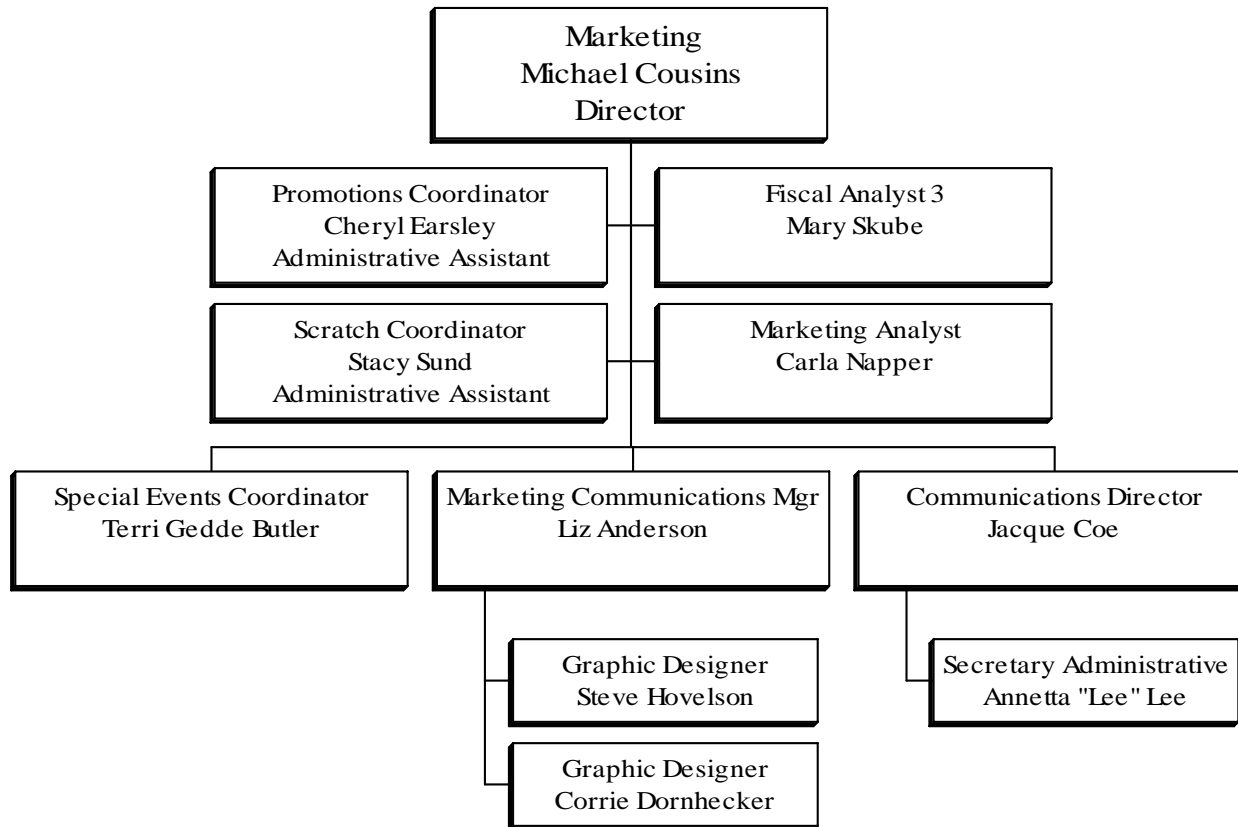 Marketing
Michael Cousins
Director
Promotions Coordinator
Cheryl Earsley
Administrative Assistant
Fiscal Analyst 3
Mary Skube
Scratch Coordinator
Stacy Sund
Administrative Assistant
Marketing Analyst
Carla Napper
Special Events Coordinator
Terri Gedde Butler
Marketing Communications Mgr
Liz Anderson
Communications Director
Jacque Coe
Graphic Designer
Steve Hovelson
Secretary Administrative
Annetta "Lee" Lee
Graphic Designer
Corrie Dornhecker